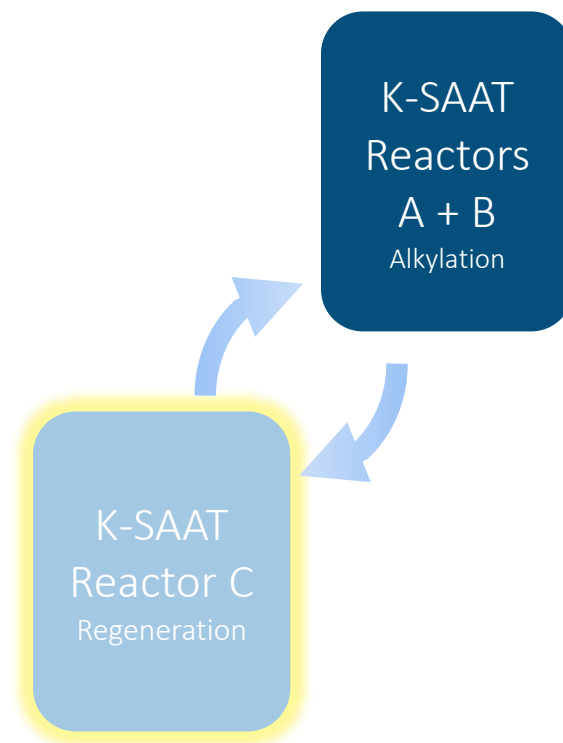 K-SAAT
Reactors
A + B
Alkylation
K-SAAT
Reactor C
Regeneration